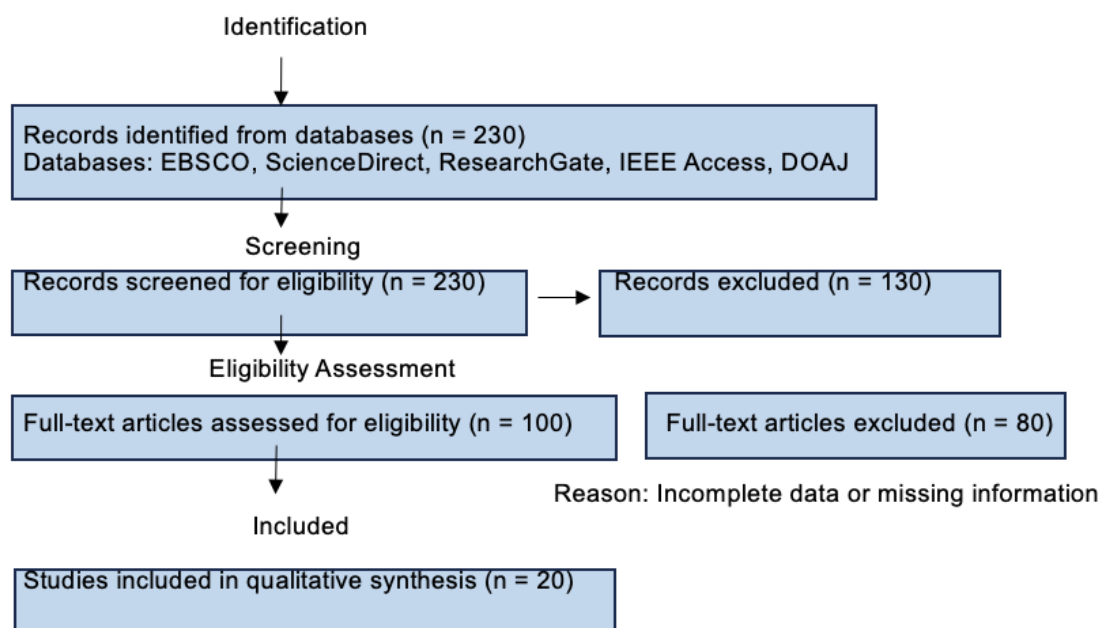 Identification
Records identified from databases (n = 230)
Databases: EBSCO, ScienceDirect, ResearchGate, IEEE Access, DOAJ
Screening
Records screened for eligibility (n = 230)
Records excluded (n = 130)
Eligibility Assessment
Full-text articles assessed for eligibility (n = 100)
Full-text articles excluded (n = 80)
Reason: Incomplete data or missing information
Included
Studies included in qualitative synthesis (n = 20)